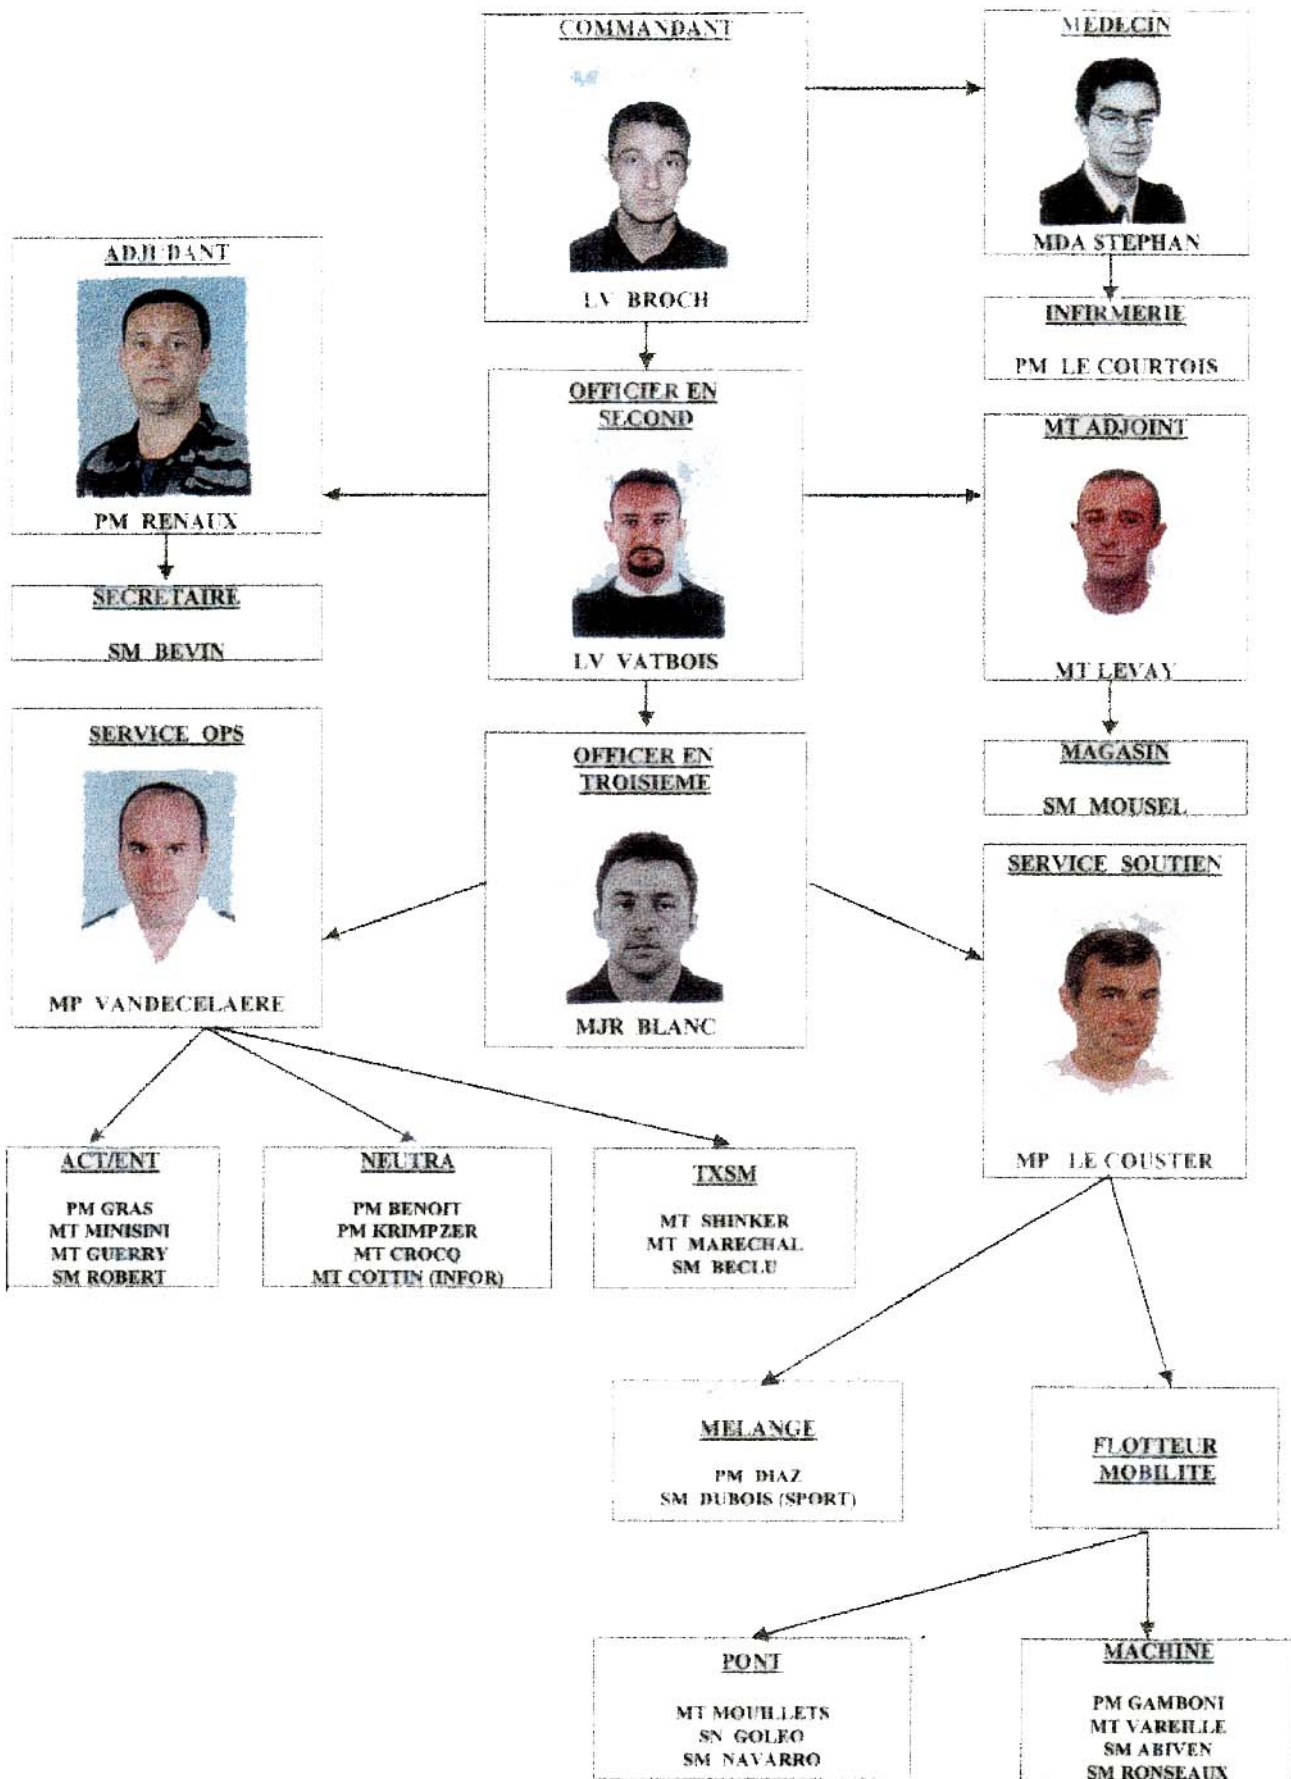 COMMANDANT
LV BROCH
MEDECIN
MDA STEPHAN
INFIRMERIE
PM LE COURTOIS
ADJUDANT
PM RENAUX
SECRETAIRE
SM BEVIN
OFFICIER EN
SECOND
LV VATBOIS
MT ADJOINT
MT LEVAY
MAGASIN
SM MOUSEL
SERVICE OPS
MP VANDECELAERE
OFFICER EN
TROISIEME
MJR BLANC
SERVICE SOUTIEN
MP LE COUSTER
ACT/ENT
PM GRAS
MT MINISINI
MT GUERRY
SM ROBERT
NEUTRA
PM BENOIT
PM KRIMPZER
MT CROCQ
MT COTTIN (INFOR)
TXSM
MT SHINKER
MT MARECHAL
SM BECLU
MELANGE
PM DIAZ
SM DUBOIS (SPORT)
FLOTTEUR
MOBILITE
PONT
MT MOUILLETS
SN GOLEO
SM NAVARRO
MACHINE
PM GAMBONI
MT VAREILLE
SM ABIVEN
SM RONSEAUX